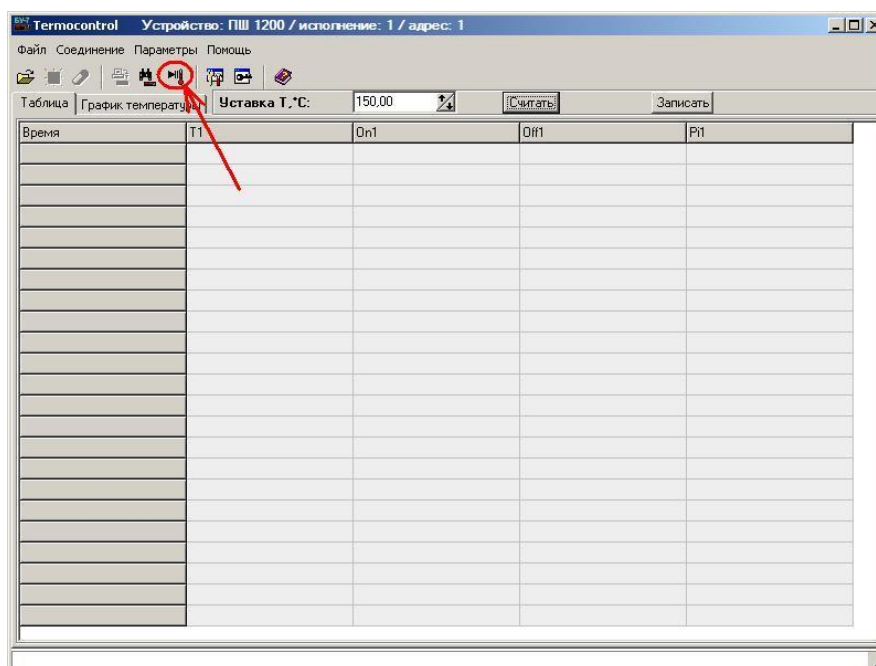 Termocontrol Устройство: ПШ 1200 / исполнение: 1 / адрес: 1
Файл Соединение Параметры Помощь
Таблица График температуры Уставка T,°C: 150,00 Считать Записать
Время T1 On1 Off1 Pi1